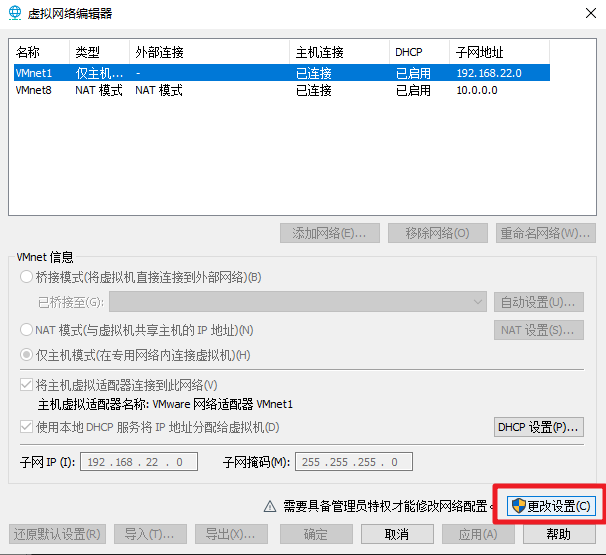 虚拟网络编辑器
名称 类型 外部连接 主机连接 DHCP 子网地址
VMnet1 仅主机... - 已连接 已启用 192.168.22.0
VMnet8 NAT 模式 NAT 模式 已连接 已启用 10.0.0.0
添加网络(E)... 移除网络(O) 重命名网络(W)...
VMnet 信息
桥接模式(将虚拟机直接连接到外部网络)(B)
已桥接至(G): 自动设置(U)...
NAT 模式(与虚拟机共享主机的 IP 地址)(N) NAT 设置(S)...
仅主机模式(在专用网络内连接虚拟机)(H)
将主机虚拟适配器连接到此网络(V)
主机虚拟适配器名称: VMware 网络适配器 VMnet1
使用本地 DHCP 服务将 IP 地址分配给虚拟机(D) DHCP 设置(P)...
子网 IP (I): 192 . 168 . 22 . 0 子网掩码(M): 255 . 255 . 255 . 0
需要具备管理员特权才能修改网络配置。 更改设置(C)
还原默认设置(R) 导入(T)... 导出(X)... 确定 取消 应用(A) 帮助